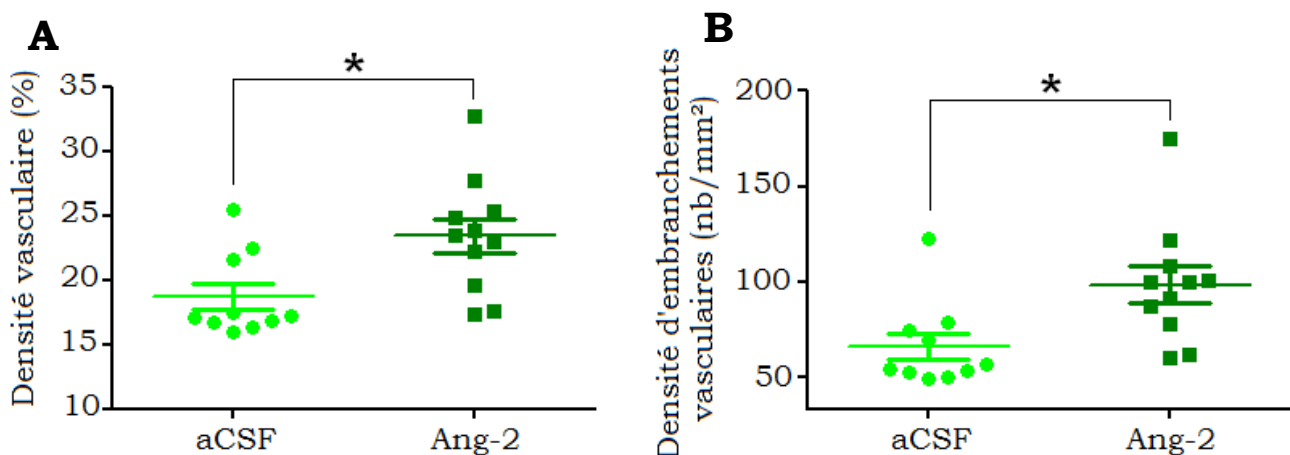 A
Densité vasculaire (%)
*
35
30
25
20
15
10
aCSF
Ang-2
B
Densité d'embranchements
vasculaires (nb/mm²)
*
200
150
100
50
aCSF
Ang-2